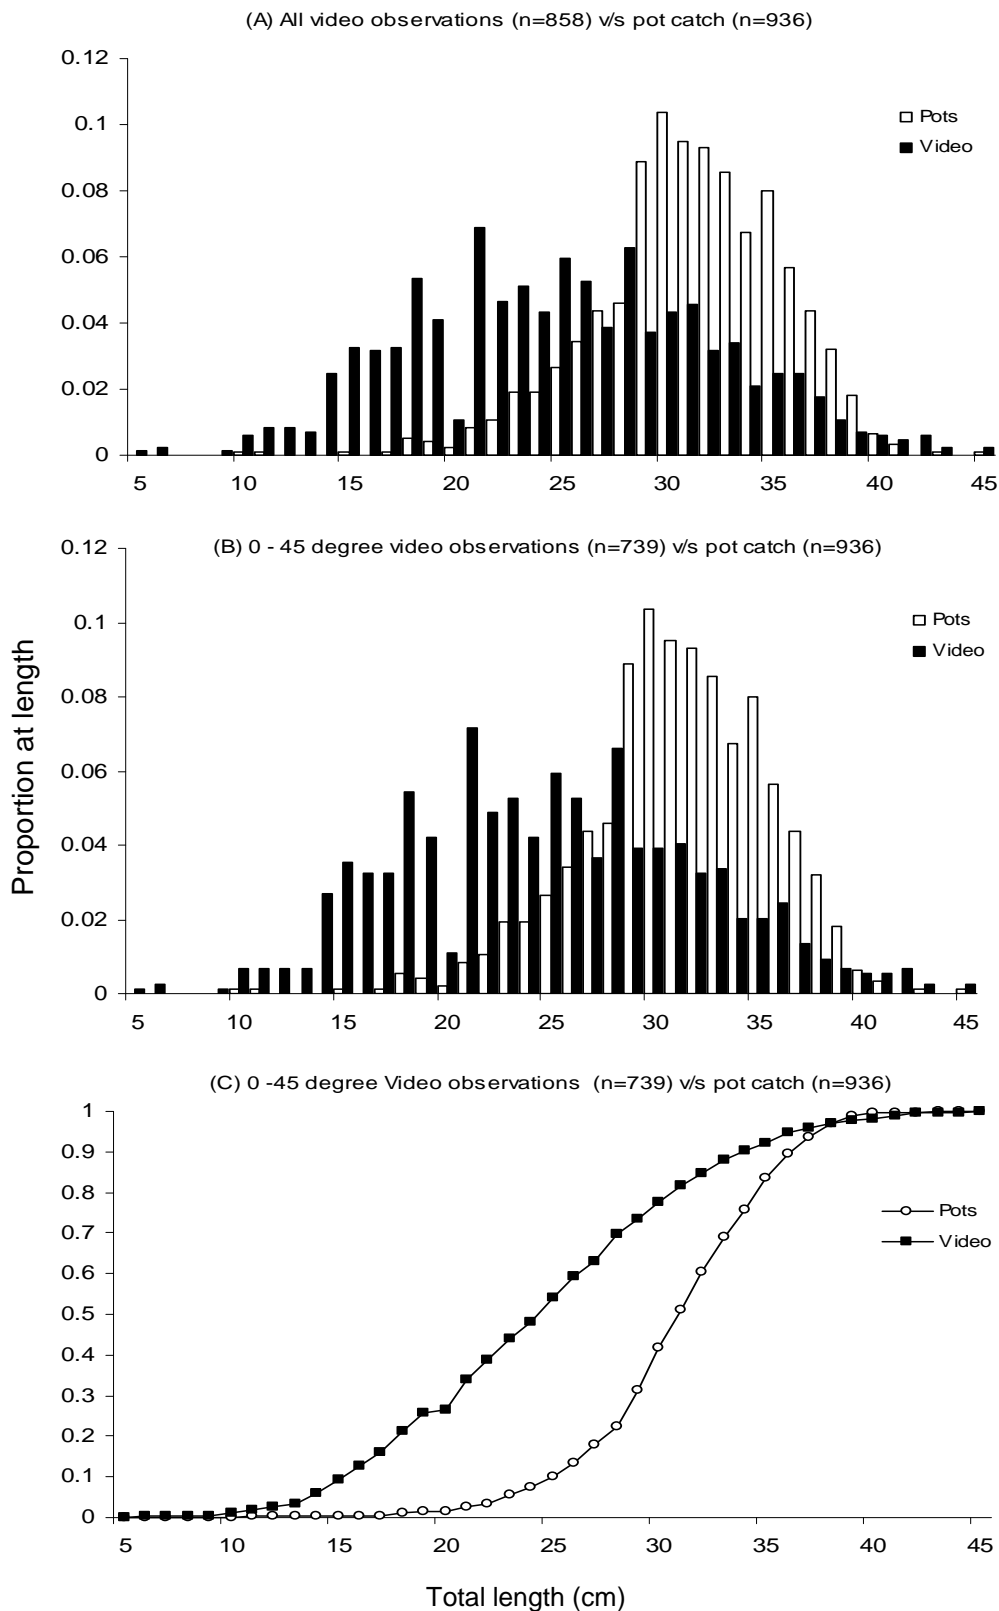 (A) All video observations (n=858) v/s pot catch (n=936)
0.12
0.1
0.08
0.06
0.04
0.02
0
Pots
Video
5 10 15 20 25 30 35 40 45
(B) 0 - 45 degree video observations (n=739) v/s pot catch (n=936)
0.12
0.1
0.08
0.06
0.04
0.02
0
Pots
Video
5 10 15 20 25 30 35 40 45
Proportion at length
(C) 0 -45 degree Video observations (n=739) v/s pot catch (n=936)
1
0.9
0.8
0.7
0.6
0.5
0.4
0.3
0.2
0.1
0
Pots
Video
5 10 15 20 25 30 35 40 45
Total length (cm)